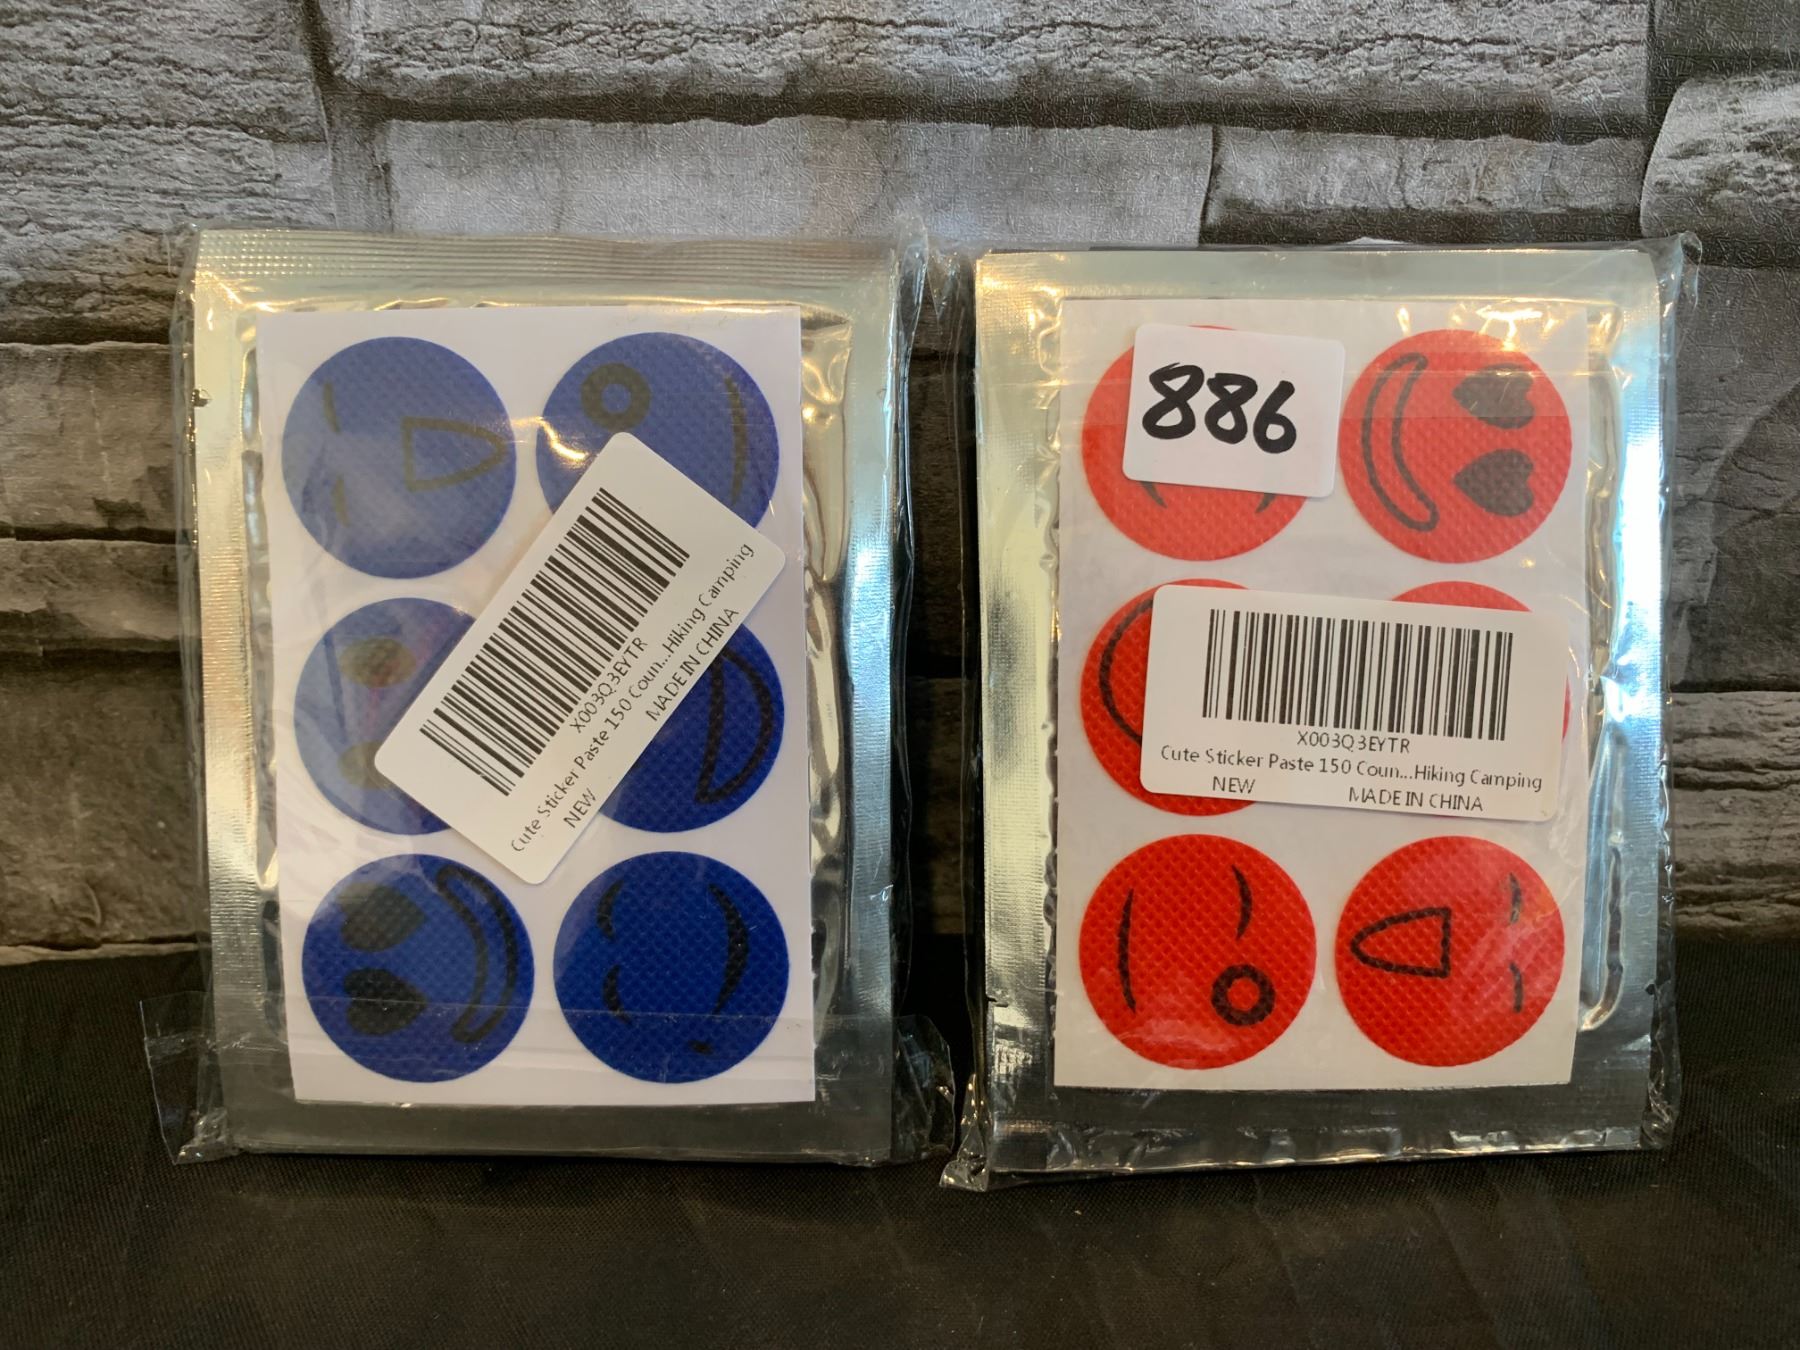 X003Q3EYTR
Cute Sticker Paste 150 Coun...Hiking Camping
NEW MADE IN CHINA
886
X003Q3EYTR
Cute Sticker Paste 150 Coun...Hiking Camping
NEW MADE IN CHINA